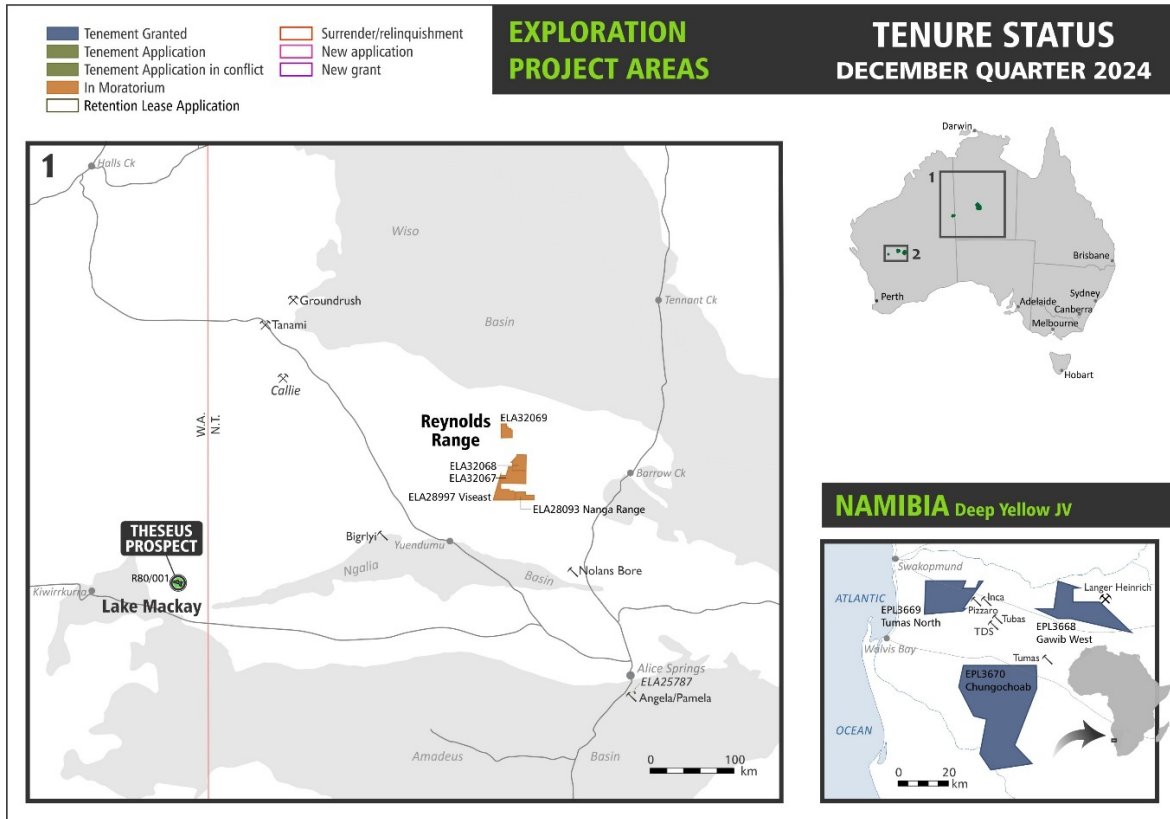 Tenement Granted
Tenement Application
Tenement Application in conflict
In Moratorium
Retention Lease Application
Surrender/relinquishment
New application
New grant
EXPLORATION
PROJECT AREAS
TENURE STATUS
DECEMBER QUARTER 2024
1
Halls Ck
Wiso
Groundrush
Basin
Tennant Ck
Tanami
Callie
W.A.
N.T.
Reynolds
Range
ELA32069
ELA32068
ELA32067
Barrow Ck
ELA28997 Viseast
ELA28093 Nanga Range
THESEUS
PROSPECT
Bigrlyi
Yuendumu
Ngalia
Basin
Nolans Bore
R80/001
Kiwirrkurra
Lake Mackay
Alice Springs
ELA25787
Angela/Pamela
Amadeus
Basin
0
100
km
Darwin
1
2
Brisbane
Perth
Sydney
Adelaide
Canberra
Melbourne
Hobart
NAMIBIA Deep Yellow JV
Swakopmund
ATLANTIC
Langer Heinrich
Inca
EPL3669
Tumas North
Pizzaro
Tubas
TDS
EPL3668
Gawib West
Walvis Bay
Tumas
EPL3670
Chungochoab
OCEAN
0
20
km